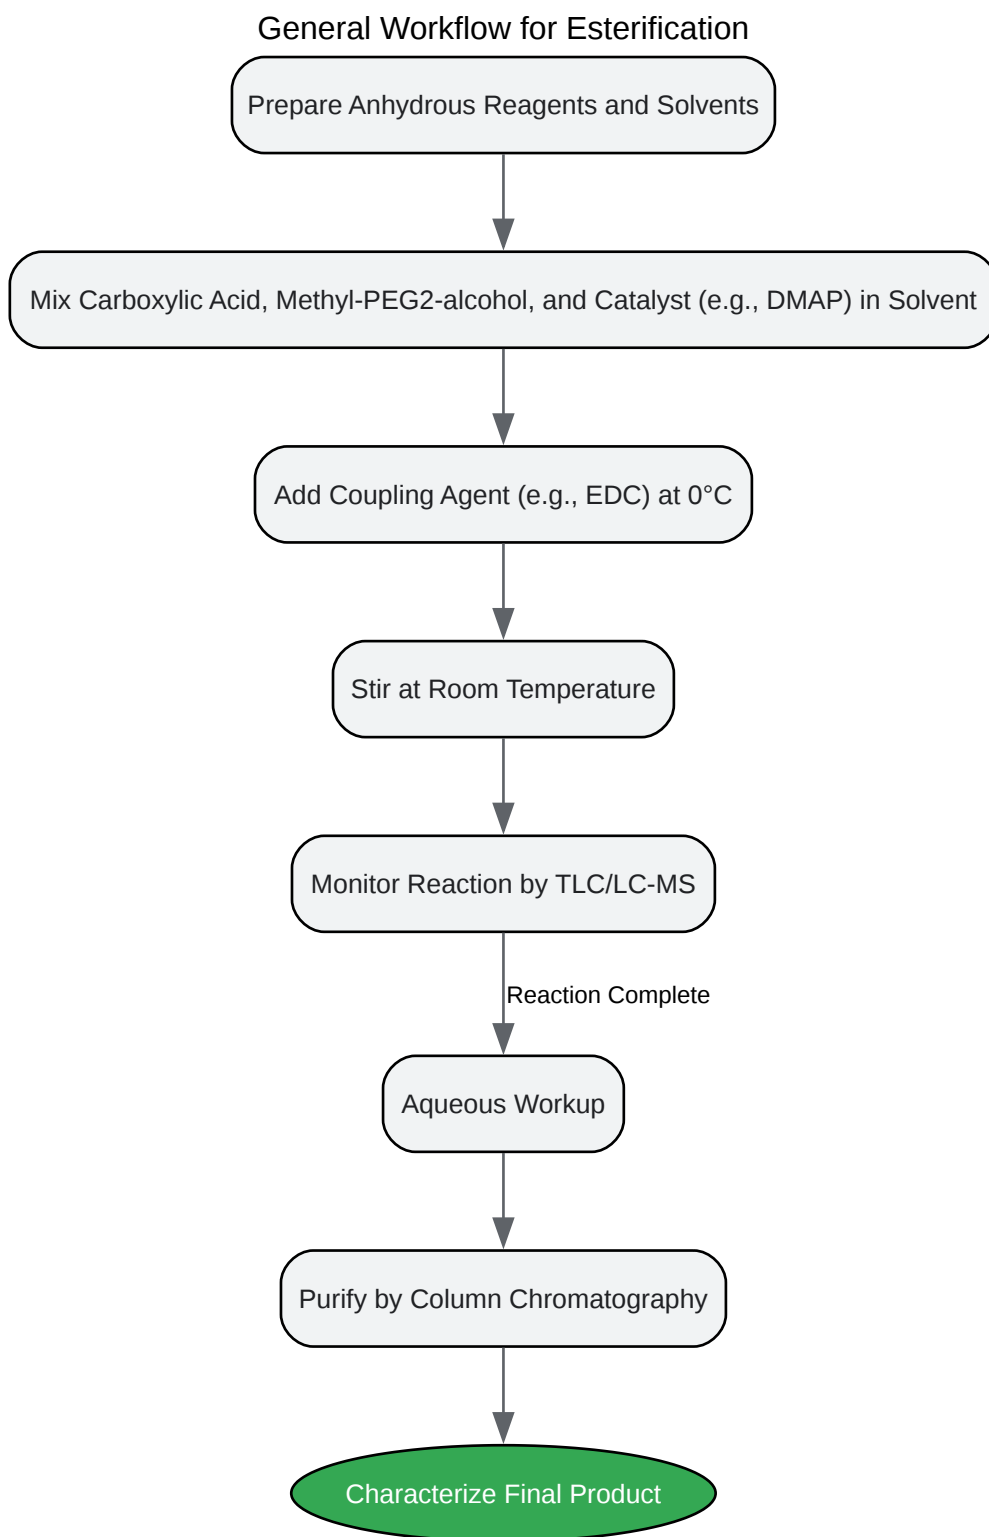 General Workflow for Esterification
Prepare Anhydrous Reagents and Solvents
Mix Carboxylic Acid, Methyl-PEG2-alcohol, and Catalyst (e.g., DMAP) in Solvent
Add Coupling Agent (e.g., EDC) at 0°C
Stir at Room Temperature
Monitor Reaction by TLC/LC-MS
Reaction Complete
Aqueous Workup
Purify by Column Chromatography
Characterize Final Product